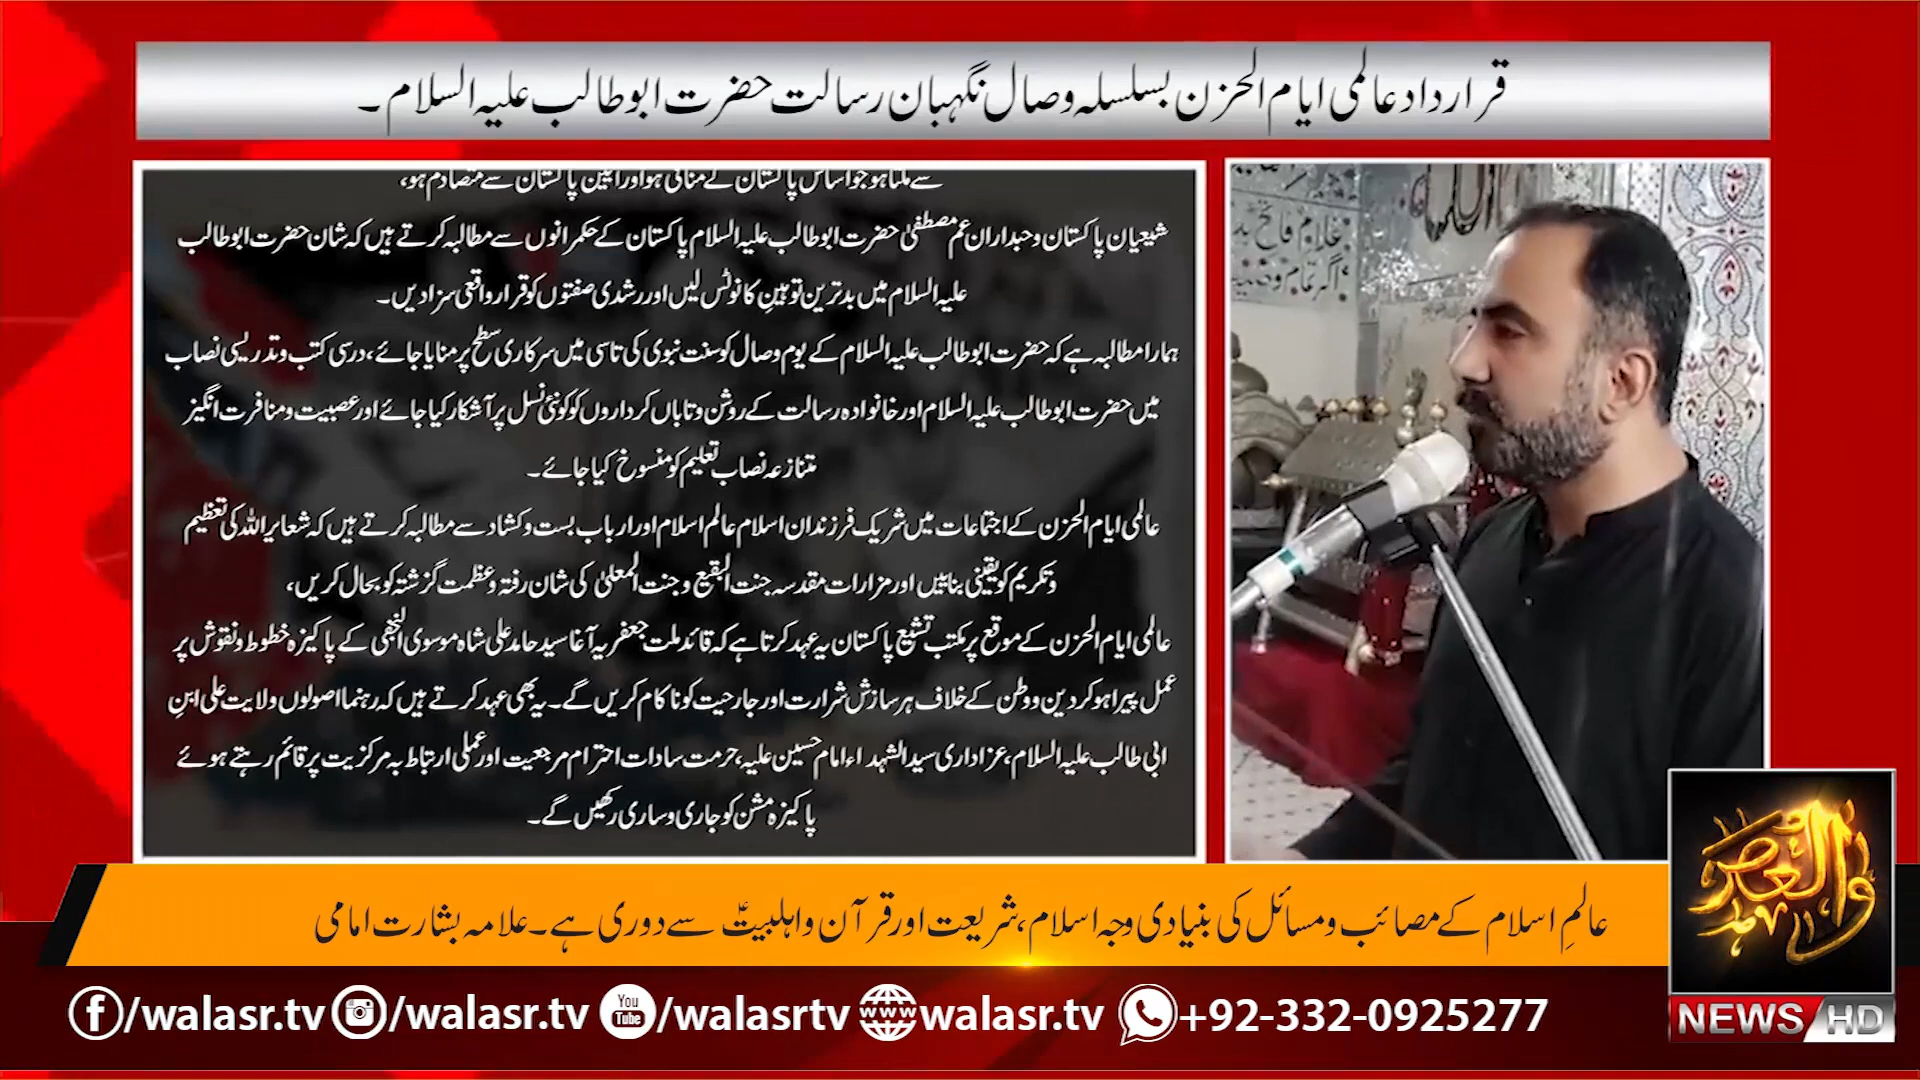 قرارداد عالمی ایام الحزن بسلسلہ وصال نگہبان رسالت حضرت ابوطالب علیہ السلام ۔
سے ملتا ہو جو اساس پاکستان کے منافی ہو اور آئین پاکستان سے متصادم ہو،
شیعیان پاکستان و حبداران عم مصطفیٰ حضرت ابوطالب علیہ السلام پاکستان کے حکمرانوں سے مطالبہ کرتے ہیں کہ شان حضرت ابوطالب
علیہ السلام میں بدترین توہین کا نوٹس لیں اور رشدی صفتوں کو قرار واقعی سزا دیں۔
ہمارا مطالبہ ہے کہ حضرت ابوطالب علیہ السلام کے یوم وصال کو سنت نبوی کی تاسی میں سرکاری سطح پر منایا جائے، درسی کتب و تدریسی نصاب
میں حضرت ابوطالب علیہ السلام اور خانوادہ رسالت کے روشن و تاباں کرداروں کو کو نئی نسل پر آشکار کیا جائے اور عصبیت و منافرت انگیز
متنازعہ نصاب تعلیم کو منسوخ کیا جائے۔
عالمی ایام الحزن کے اجتماعات میں شریک فرزندان اسلام عالم اسلام اور ارباب بست و کشاد سے مطالبہ کرتے ہیں کہ شعایر اللہ کی تعظیم
و تکریم کو یقینی بنائیں اور مزارات مقدسہ جنت البقیع و جنت المعلیٰ کی شان رفتہ و عظمت گزشتہ کو بحال کریں،
عالمی ایام الحزن کے موقع پر مکتب تشیع پاکستان یہ عہد کرتا ہے کہ قائد ملت جعفریہ آغا سید حامد علی شاہ موسوی النجفی کے پاکیزہ خطوط و نقوش پر
عمل پیرا ہو کر دین و وطن کے خلاف ہر سازش شرارت اور جارحیت کو ناکام کریں گے۔ یہ بھی عہد کرتے ہیں کہ رہنما اصولوں ولایت علی ابنِ
ابی طالب علیہ السلام، عزاداری سید الشہداء امام حسین علیہ، حرمت سادات احترام مرجعیت اور عملی ارتباط بہ مرکزیت پر قائم رہتے ہوئے
پاکیزہ مشن کو جاری و ساری رکھیں گے۔
غلام فاتح بد
عالمِ اسلام کے مصائب و مسائل کی بنیادی وجہ اسلام، شریعت اور قرآن و اہلبیتؑ سے دوری ہے۔ علامہ بشارت امامی
والعصر
NEWS HD
/walasr.tv /walasr.tv You Tube /walasrtv www walasr.tv +92-332-0925277